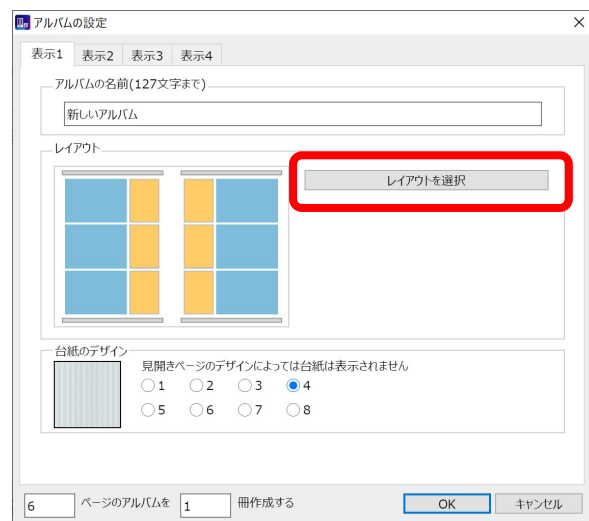 アルバムの設定
表示1 表示2 表示3 表示4
アルバムの名前(127文字まで)
新しいアルバム
レイアウト
レイアウトを選択
台紙のデザイン
見開きページのデザインによっては台紙は表示されません
1 2 3 4
5 6 7 8
6 ページのアルバムを 1 冊作成する OK キャンセル